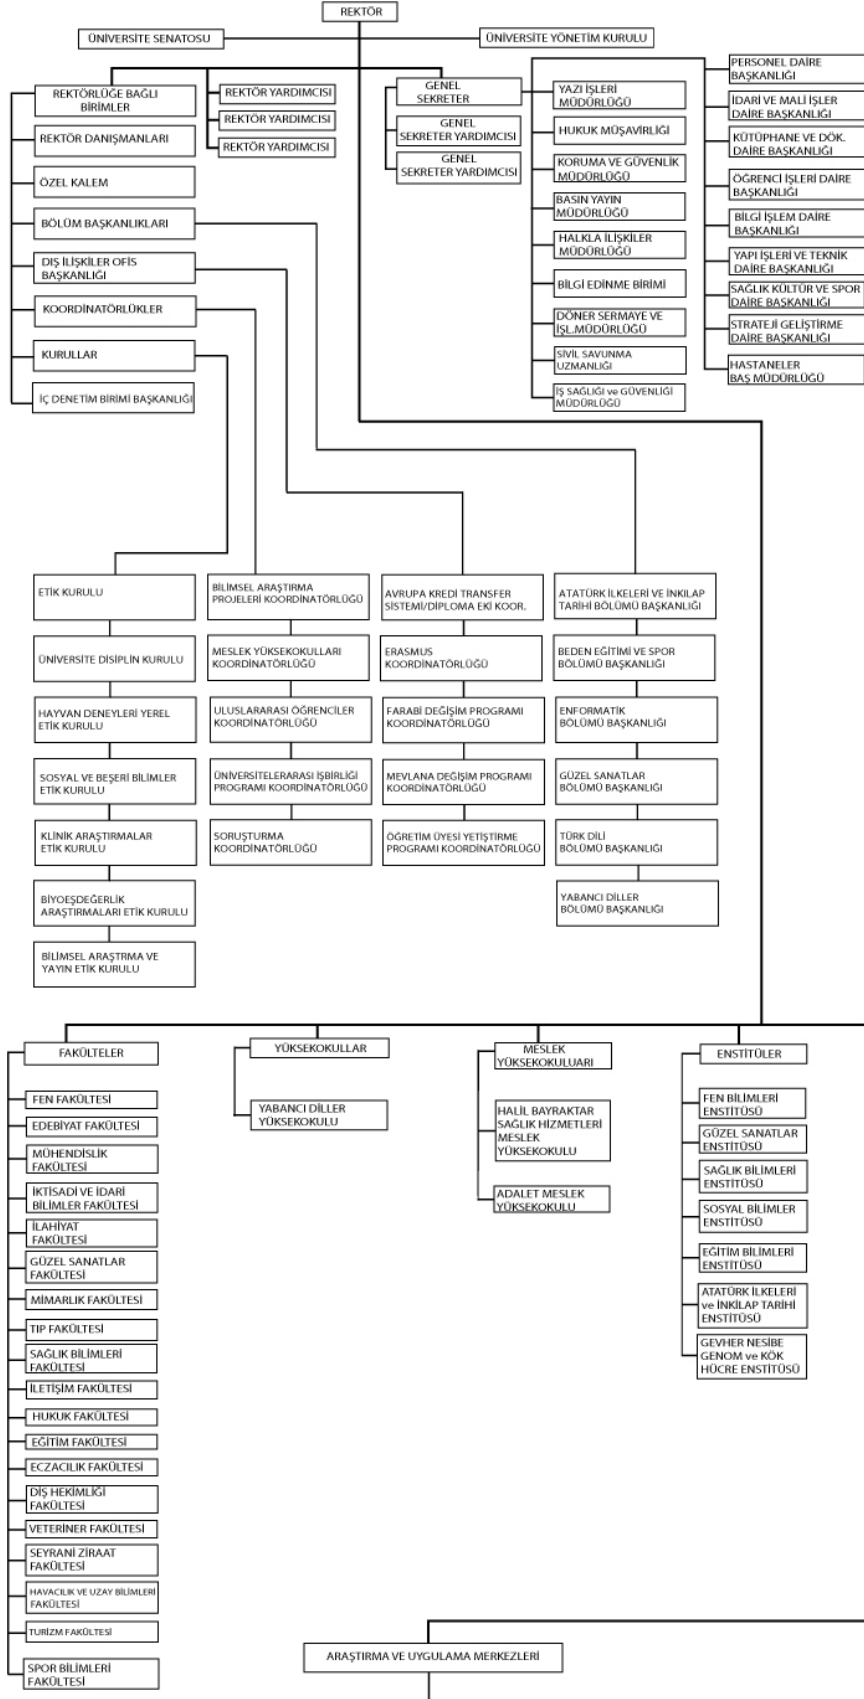 REKTÖR
ÜNİVERSİTE SENATOSU
ÜNİVERSİTE YÖNETİM KURULU
REKTÖRLÜĞE BAĞLI
BİRİMLER
REKTÖR DANIŞMANLARI
ÖZEL KALEM
BÖLÜM BAŞKANLIKLARI
DIŞ İLİŞKİLER OFİS
BAŞKANLIĞI
KOORDİNATÖRLÜKLER
KURULLAR
İÇ DENETİM BİRİMİ BAŞKANLIĞI
REKTÖR YARDIMCISI
REKTÖR YARDIMCISI
REKTÖR YARDIMCISI
GENEL
SEKRETER
GENEL
SEKRETER YARDIMCISI
GENEL
SEKRETER YARDIMCISI
YAZI İŞLERİ
MÜDÜRLÜĞÜ
HUKUK MÜŞAVİRLİĞİ
KORUMA VE GÜVENLİK
MÜDÜRLÜĞÜ
BASIN YAYIN
MÜDÜRLÜĞÜ
HALKLA İLİŞKİLER
MÜDÜRLÜĞÜ
BİLGİ EDİNME BİRİMİ
DÖNER SERMAYE VE
İŞL.MÜDÜRLÜĞÜ
SİVİL SAVUNMA
UZMANLIĞI
İŞ SAĞLIĞI ve GÜVENLİĞİ
MÜDÜRLÜĞÜ
PERSONEL DAİRE
BAŞKANLIĞI
İDARİ VE MALİ İŞLER
DAİRE BAŞKANLIĞI
KÜTÜPHANE VE DÖK.
DAİRE BAŞKANLIĞI
ÖĞRENCİ İŞLERİ DAİRE
BAŞKANLIĞI
BİLGİ İŞLEM DAİRE
BAŞKANLIĞI
YAPI İŞLERİ VE TEKNİK
DAİRE BAŞKANLIĞI
SAĞLIK KÜLTÜR VE SPOR
DAİRE BAŞKANLIĞI
STRATEJİ GELİŞTİRME
DAİRE BAŞKANLIĞI
HASTANELER
BAŞ MÜDÜRLÜĞÜ
ETİK KURULU
ÜNİVERSİTE DİSİPLİN KURULU
HAYVAN DENEYLERİ YEREL
ETİK KURULU
SOSYAL VE BEŞERİ BİLİMLER
ETİK KURULU
KLİNİK ARAŞTIRMALAR
ETİK KURULU
BİYOEŞDEĞERLİK
ARAŞTIRMALARI ETİK KURULU
BİLİMSEL ARAŞTRMA VE
YAYIN ETİK KURULU
BİLİMSEL ARAŞTIRMA
PROJELERİ KOORDİNATÖRLÜĞÜ
MESLEK YÜKSEKOKULLARI
KOORDİNATÖRLÜĞÜ
ULUSLARARASI ÖĞRENCİLER
KOORDİNATÖRLÜĞÜ
ÜNİVERSİTELERARASI İŞBİRLİĞİ
PROGRAMI KOORDİNATÖRLÜĞÜ
SORUŞTURMA
KOORDİNATÖRLÜĞÜ
AVRUPA KREDİ TRANSFER
SİSTEMİ/DİPLOMA EKİ KOOR.
ERASMUS
KOORDİNATÖRLÜĞÜ
FARABİ DEĞİŞİM PROGRAMI
KOORDİNATÖRLÜĞÜ
MEVLANA DEĞİŞİM PROGRAMI
KOORDİNATÖRLÜĞÜ
ÖĞRETİM ÜYESİ YETİŞTİRME
PROGRAMI KOORDİNATÖRLÜĞÜ
ATATÜRK İLKELERİ VE İNKILAP
TARİHİ BÖLÜMÜ BAŞKANLIĞI
BEDEN EĞİTİMİ VE SPOR
BÖLÜMÜ BAŞKANLIĞI
ENFORMATİK
BÖLÜMÜ BAŞKANLIĞI
GÜZEL SANATLAR
BÖLÜMÜ BAŞKANLIĞI
TÜRK DİLİ
BÖLÜMÜ BAŞKANLIĞI
YABANCI DİLLER
BÖLÜMÜ BAŞKANLIĞI
FAKÜLTELER
FEN FAKÜLTESİ
EDEBİYAT FAKÜLTESİ
MÜHENDİSLİK
FAKÜLTESİ
İKTİSADİ VE İDARİ
BİLİMLER FAKÜLTESİ
İLAHİYAT
FAKÜLTESİ
GÜZEL SANATLAR
FAKÜLTESİ
MİMARLIK FAKÜLTESİ
TIP FAKÜLTESİ
SAĞLIK BİLİMLERİ
FAKÜLTESİ
İLETİŞİM FAKÜLTESİ
HUKUK FAKÜLTESİ
EĞİTİM FAKÜLTESİ
ECZACILIK FAKÜLTESİ
DİŞ HEKİMLİĞİ
FAKÜLTESİ
VETERİNER FAKÜLTESİ
SEYRANİ ZİRAAT
FAKÜLTESİ
HAVACILIK VE UZAY BİLİMLERİ
FAKÜLTESİ
TURİZM FAKÜLTESİ
SPOR BİLİMLERİ
FAKÜLTESİ
YÜKSEKOKULLAR
YABANCI DİLLER
YÜKSEKOKULU
MESLEK
YÜKSEKOKULUARI
HALİL BAYRAKTAR
SAĞLIK HİZMETLERİ
MESLEK
YÜKSEKOKULU
ADALET MESLEK
YÜKSEKOKULU
ENSTİTÜLER
FEN BİLİMLERİ
ENSTİTÜSÜ
GÜZEL SANATLAR
ENSTİTÜSÜ
SAĞLIK BİLİMLERİ
ENSTİTÜSÜ
SOSYAL BİLİMLER
ENSTİTÜSÜ
EĞİTİM BİLİMLERİ
ENSTİTÜSÜ
ATATÜRK İLKELERİ
ve İNKİLAP TARİHİ
ENSTİTÜSÜ
GEVHER NESİBE
GENOM ve KÖK
HÜCRE ENSTİTÜSÜ
ARAŞTIRMA VE UYGULAMA MERKEZLERİ